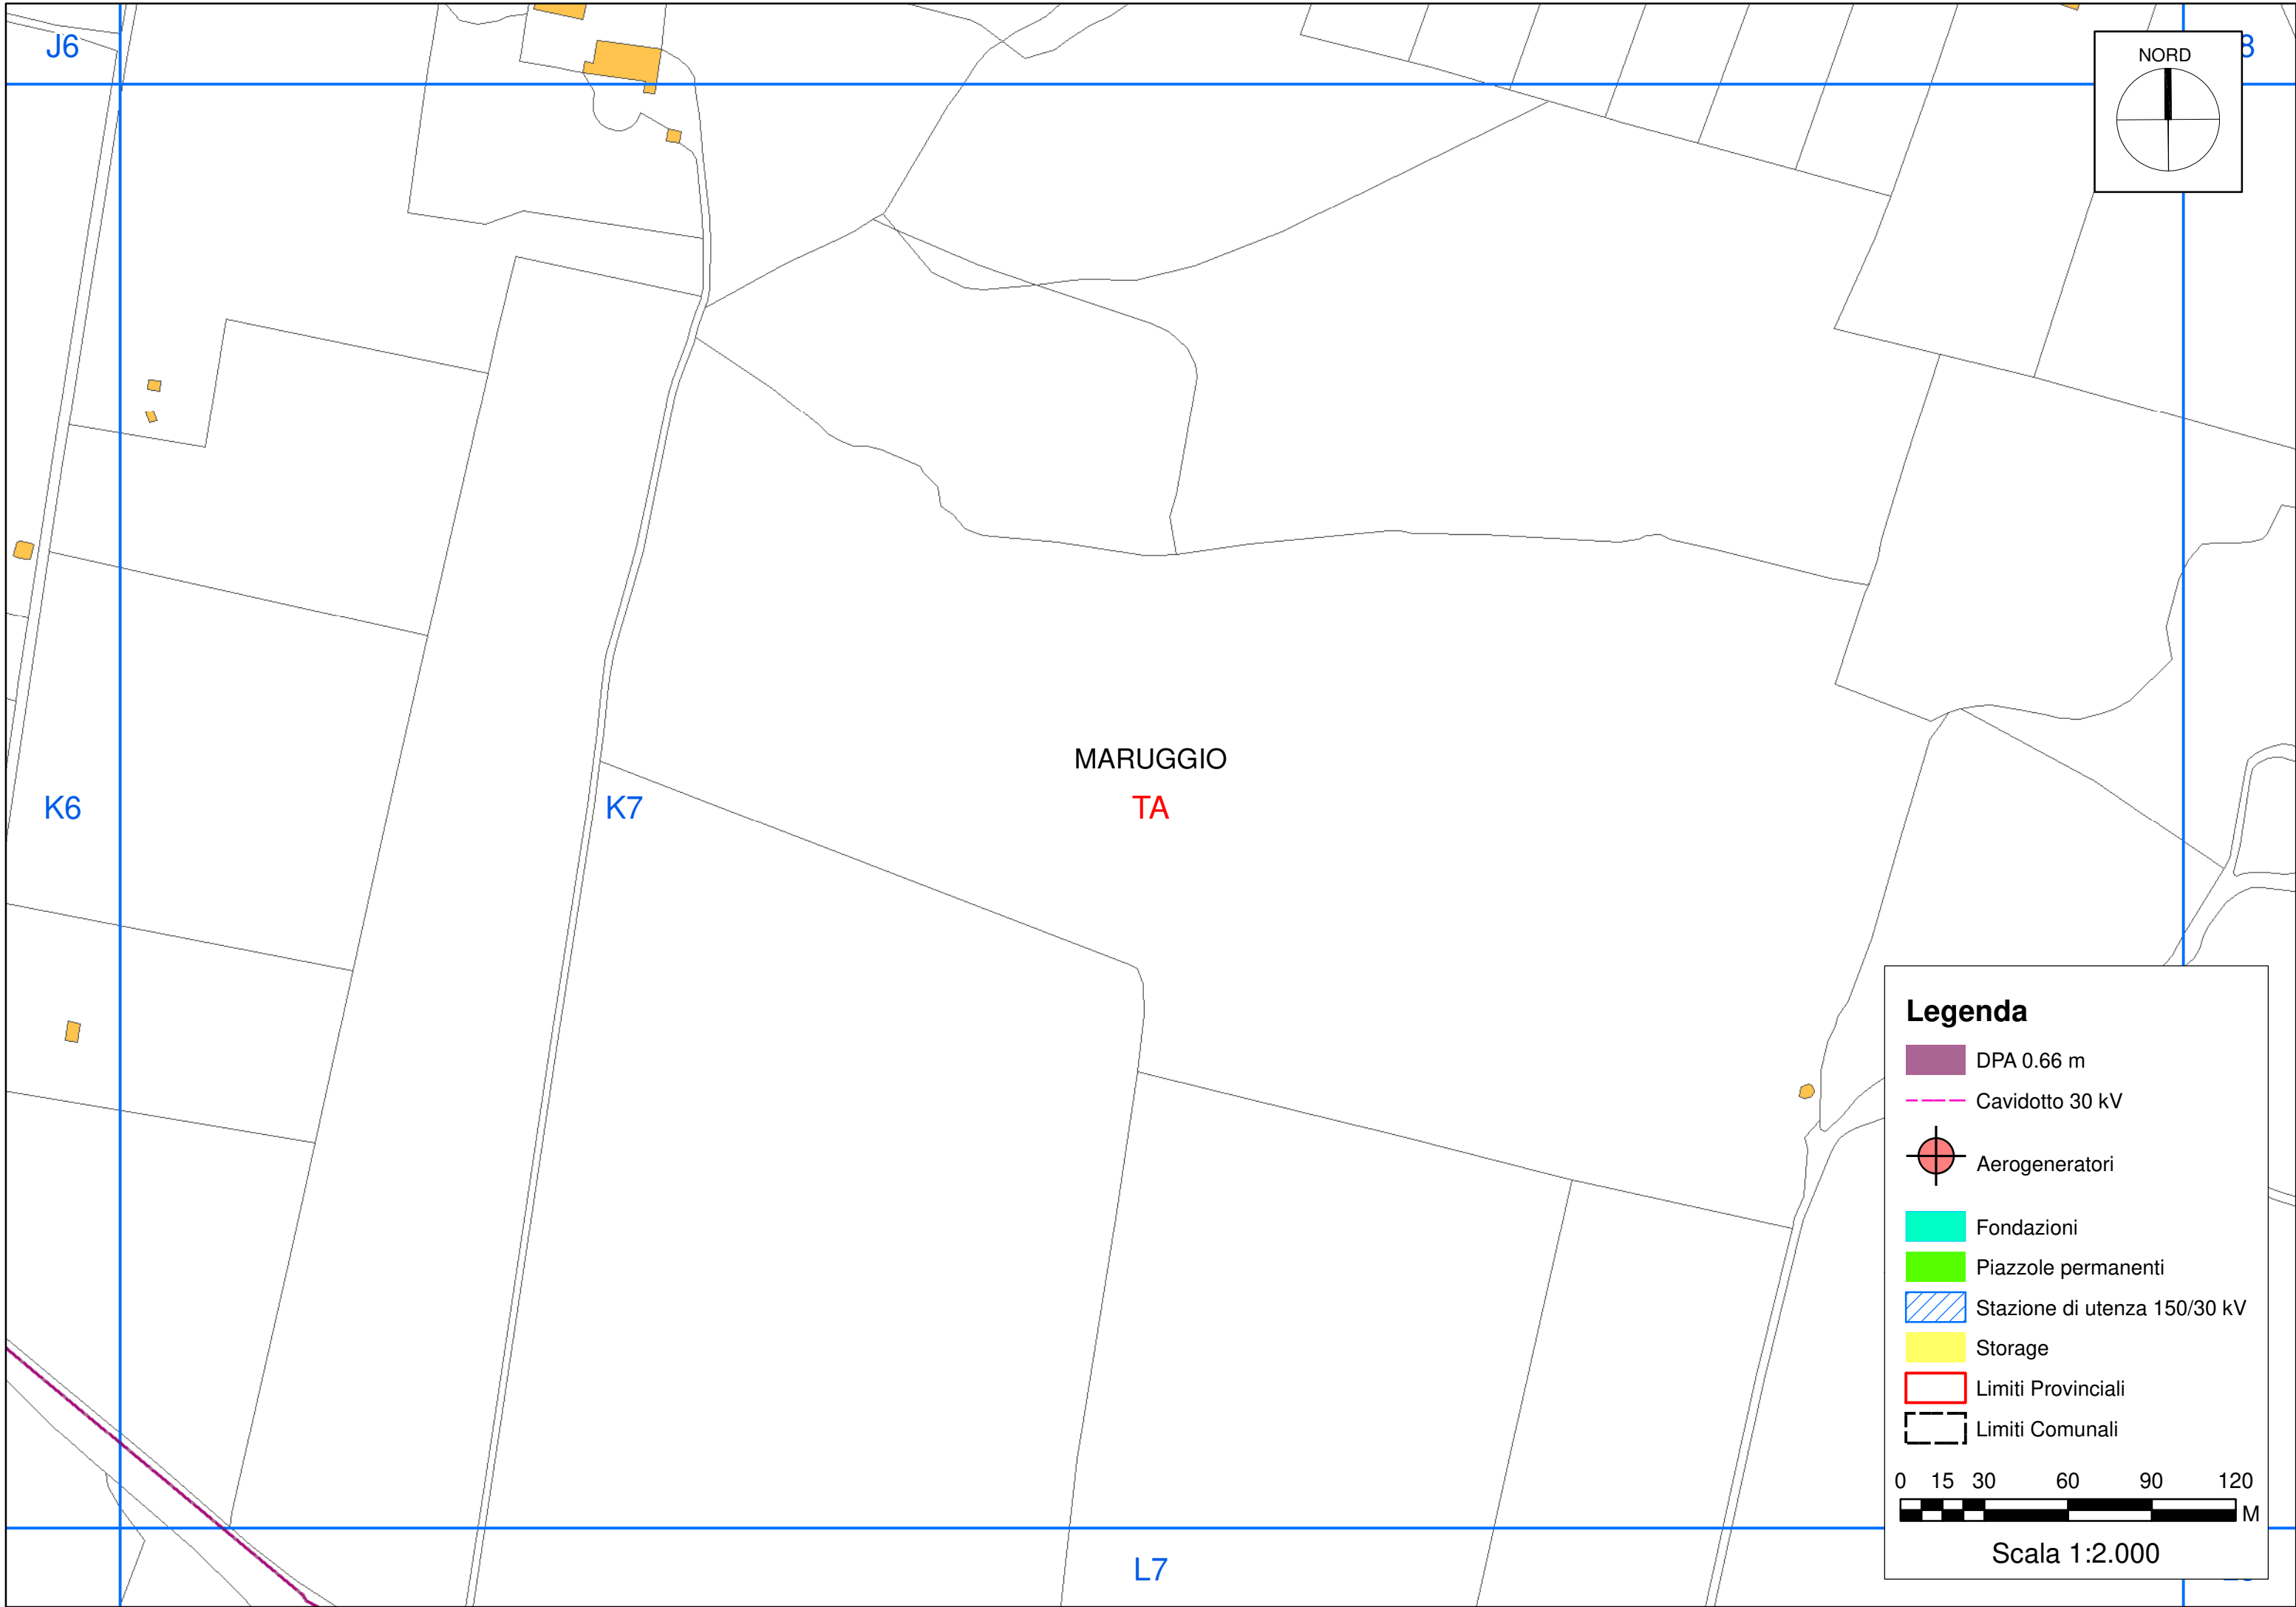 J6
8
NORD
MARUGGIO
TA
K6
K7
Legenda
DPA 0.66 m
Cavidotto 30 kV
Aerogeneratori
Fondazioni
Piazzole permanenti
Stazione di utenza 150/30 kV
Storage
Limiti Provinciali
Limiti Comunali
0 15 30 60 90 120
M
Scala 1:2.000
L7